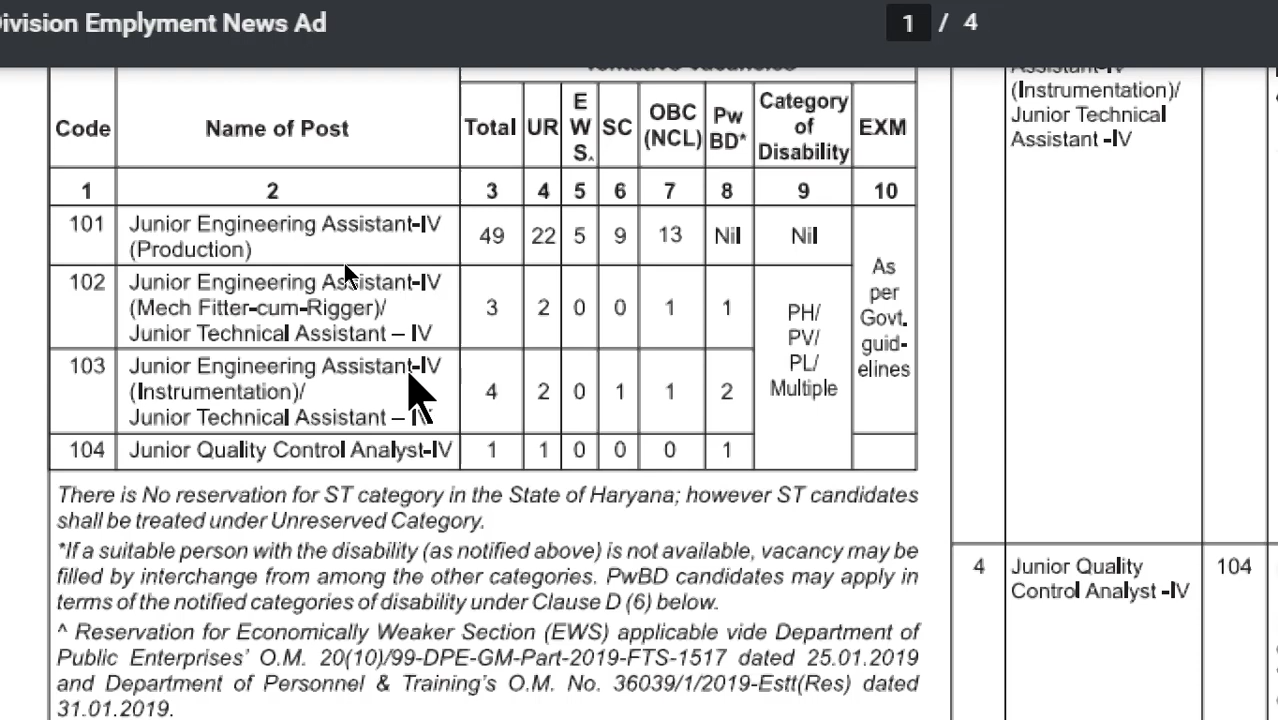 Division Emplyment News Ad
1 / 4
Tentative Vacancies
Code Name of Post Total UR E W S^ SC OBC (NCL) Pw BD* Category of Disability EXM
1 2 3 4 5 6 7 8 9 10
101 Junior Engineering Assistant-IV (Production) 49 22 5 9 13 Nil Nil As per Govt. guid-elines
102 Junior Engineering Assistant-IV
(Mech Fitter-cum-Rigger)/
Junior Technical Assistant – IV 3 2 0 0 1 1 PH/ PV/ PL/ Multiple
103 Junior Engineering Assistant-IV
(Instrumentation)/
Junior Technical Assistant – IV 4 2 0 1 1 2
104 Junior Quality Control Analyst-IV 1 1 0 0 0 1
There is No reservation for ST category in the State of Haryana; however ST candidates
shall be treated under Unreserved Category.
*If a suitable person with the disability (as notified above) is not available, vacancy may be
filled by interchange from among the other categories. PwBD candidates may apply in
terms of the notified categories of disability under Clause D (6) below.
^ Reservation for Economically Weaker Section (EWS) applicable vide Department of
Public Enterprises' O.M. 20(10)/99-DPE-GM-Part-2019-FTS-1517 dated 25.01.2019
and Department of Personnel & Training's O.M. No. 36039/1/2019-Estt(Res) dated
31.01.2019.
Assistant-IV
(Instrumentation)/
Junior Technical
Assistant -IV
4 Junior Quality 104
Control Analyst -IV